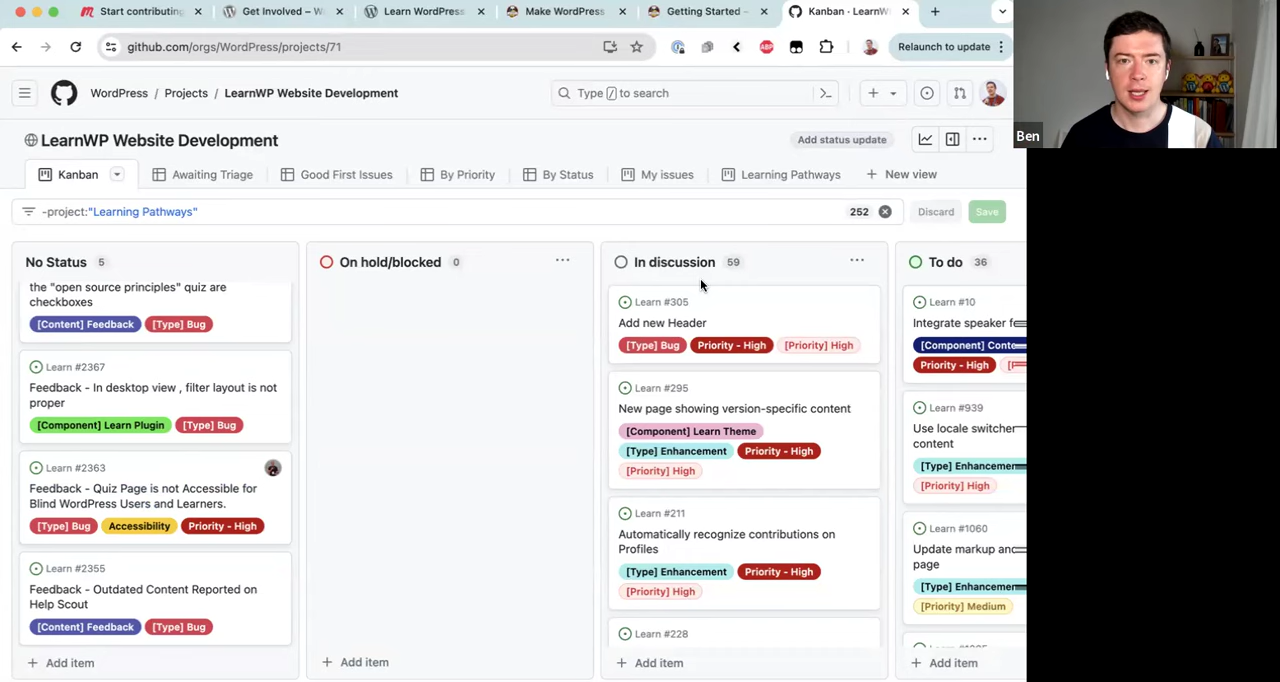 Start contributing
Get Involved – W
Learn WordPress
Make WordPress
Getting Started –
Kanban · LearnW
github.com/orgs/WordPress/projects/71
ABP
Relaunch to update
WordPress / Projects / LearnWP Website Development
Type / to search
LearnWP Website Development
Add status update
Kanban
Awaiting Triage
Good First Issues
By Priority
By Status
My issues
Learning Pathways
New view
-project:"Learning Pathways"
252
Discard
Save
No Status 5
the "open source principles" quiz are
checkboxes
[Content] Feedback [Type] Bug
Learn #2367
Feedback - In desktop view , filter layout is not
proper
[Component] Learn Plugin [Type] Bug
Learn #2363
Feedback - Quiz Page is not Accessible for
Blind WordPress Users and Learners.
[Type] Bug Accessibility Priority - High
Learn #2355
Feedback - Outdated Content Reported on
Help Scout
[Content] Feedback [Type] Bug
Add item
On hold/blocked 0
Add item
In discussion 59
Learn #305
Add new Header
[Type] Bug Priority - High [Priority] High
Learn #295
New page showing version-specific content
[Component] Learn Theme
[Type] Enhancement Priority - High
[Priority] High
Learn #211
Automatically recognize contributions on
Profiles
[Type] Enhancement Priority - High
[Priority] High
Learn #228
Add item
To do 36
Learn #10
Integrate speaker
[Component]
Priority - High
Learn #939
Use locale switcher
content
[Type]
[Priority] High
Learn #1060
Update markup
page
[Type]
[Priority] Medium
Add item
Ben